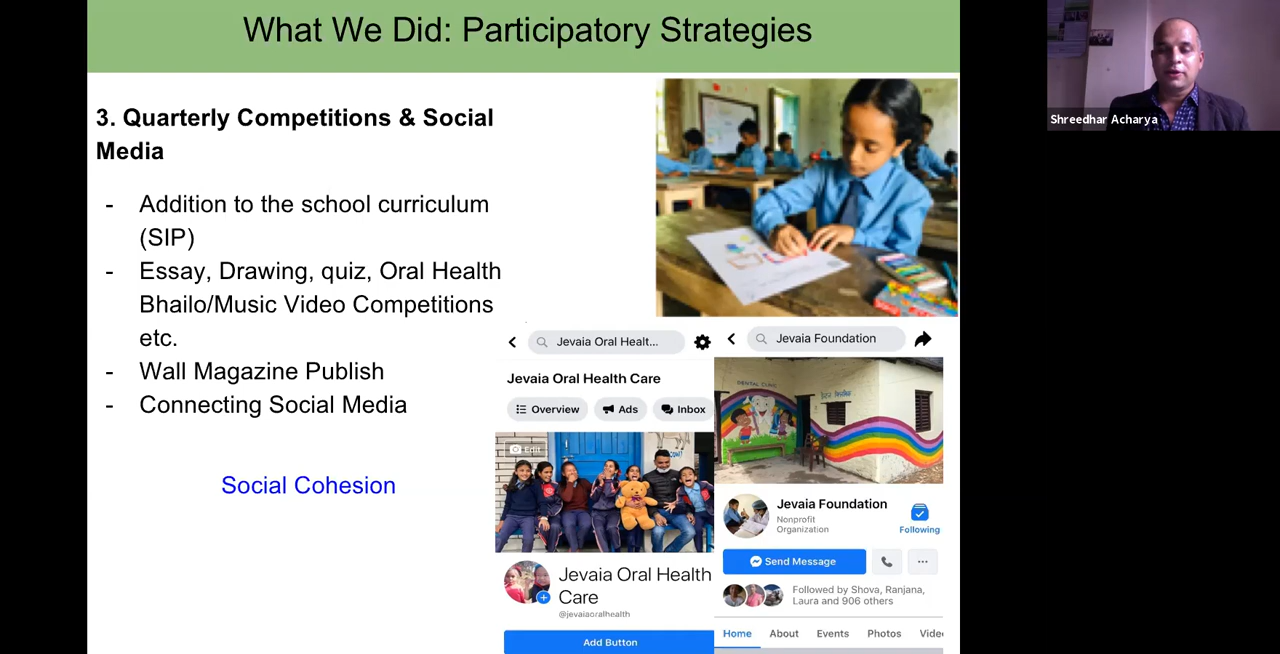 What We Did: Participatory Strategies
3. Quarterly Competitions & Social
Media
- Addition to the school curriculum
(SIP)
- Essay, Drawing, quiz, Oral Health
Bhailo/Music Video Competitions
etc.
- Wall Magazine Publish
- Connecting Social Media
Social Cohesion
Jevaia Oral Healt...
Jevaia Oral Health Care
Overview
Ads
Inbox
Edit
Jevaia Oral Health
Care
@jevaiaoralhealth
Add Button
Jevaia Foundation
DENTAL CLINIC
Jevaia Foundation
Nonprofit
Organization
Following
Send Message
Followed by Shova, Ranjana,
Laura and 906 others
Home About Events Photos
Shreedhar Acharya